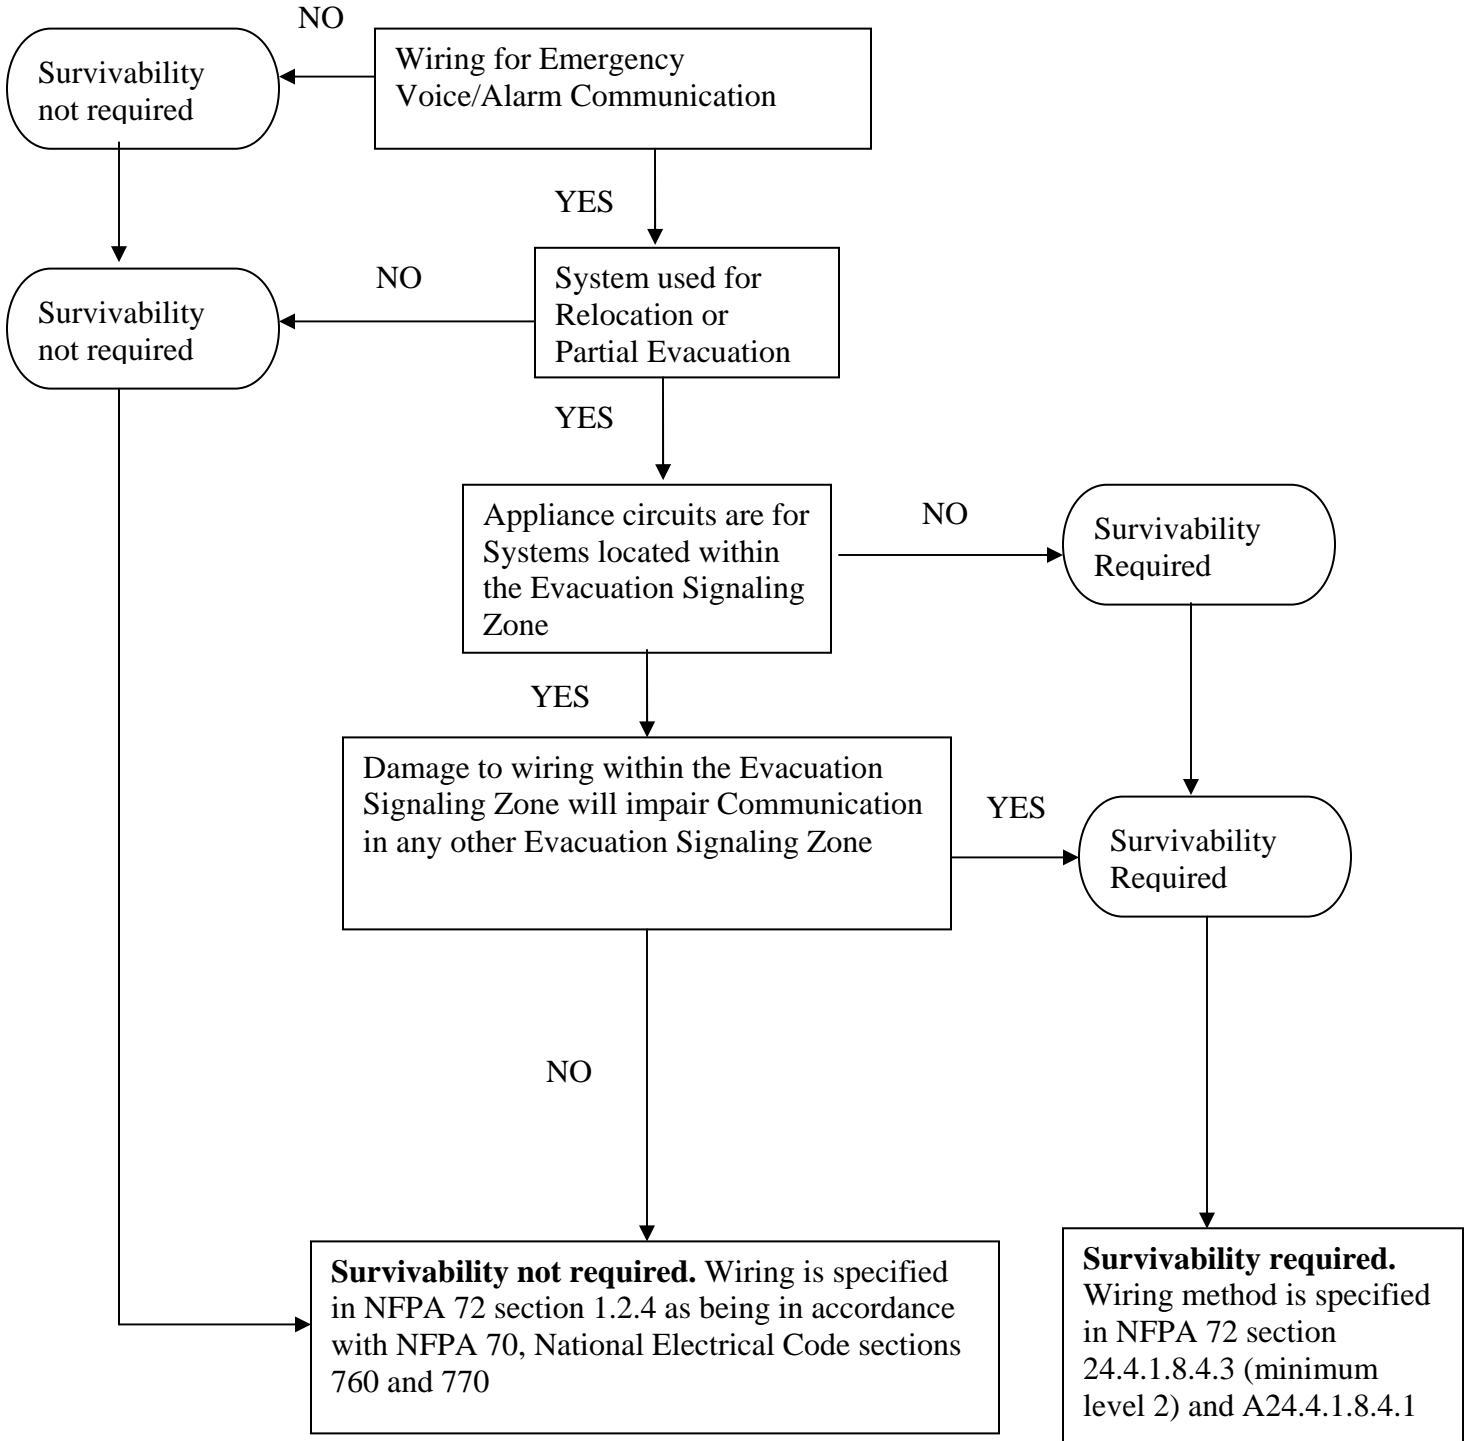 NO
Survivability
not required
Wiring for Emergency
Voice/Alarm Communication
YES
Survivability
not required
NO
System used for
Relocation or
Partial Evacuation
YES
Appliance circuits are for
Systems located within
the Evacuation Signaling
Zone
NO
Survivability
Required
YES
Damage to wiring within the Evacuation
Signaling Zone will impair Communication
in any other Evacuation Signaling Zone
YES
Survivability
Required
NO
Survivability not required. Wiring is specified
in NFPA 72 section 1.2.4 as being in accordance
with NFPA 70, National Electrical Code sections
760 and 770
Survivability required.
Wiring method is specified
in NFPA 72 section
24.4.1.8.4.3 (minimum
level 2) and A24.4.1.8.4.1